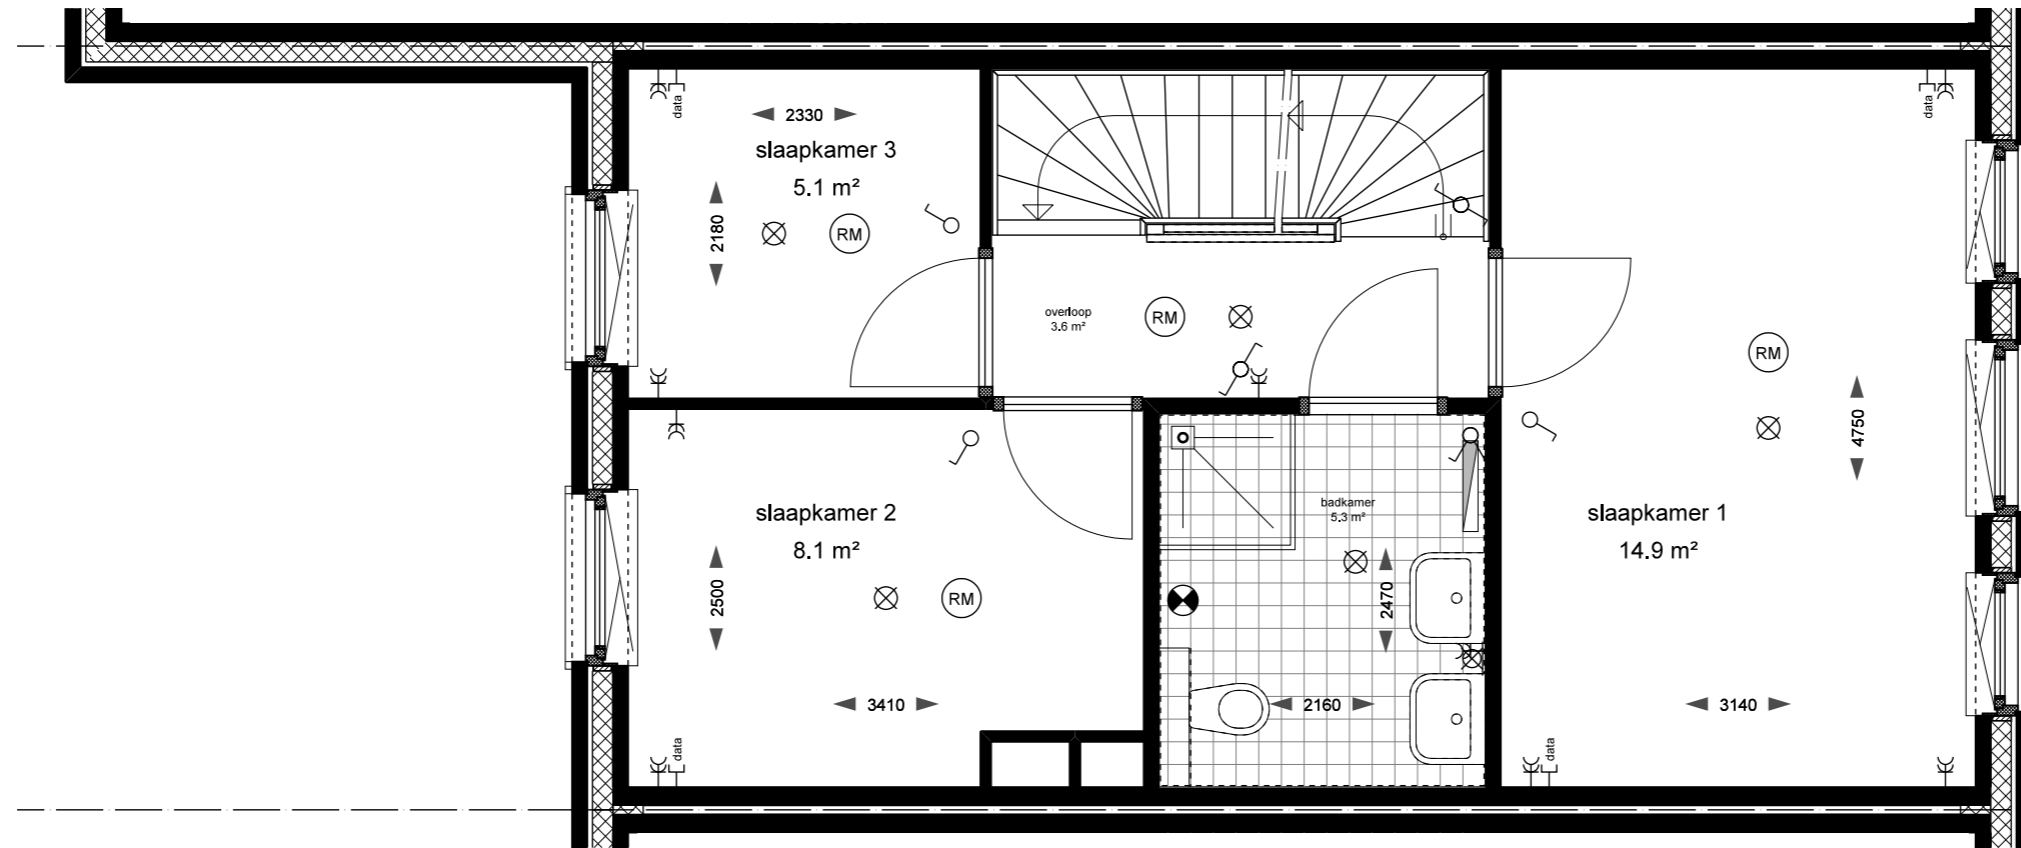 data
data
2330
slaapkamer 3
5.1 m²
2180
RM
overloop
3.6 m²
RM
RM
4750
slaapkamer 2
8.1 m²
2500
RM
3410
data
badkamer
5.3 m²
2470
2160
slaapkamer 1
14.9 m²
3140
data